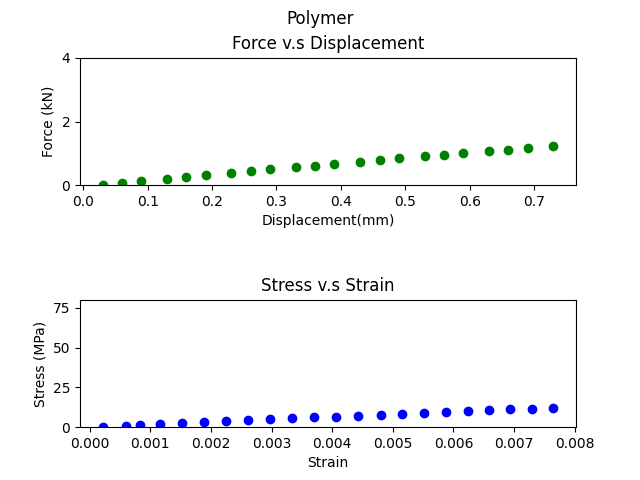 Polymer
Force v.s Displacement
4
2
0
Force (kN)
0.0 0.1 0.2 0.3 0.4 0.5 0.6 0.7
Displacement(mm)
Stress v.s Strain
75
50
25
0
Stress (MPa)
0.000 0.001 0.002 0.003 0.004 0.005 0.006 0.007 0.008
Strain